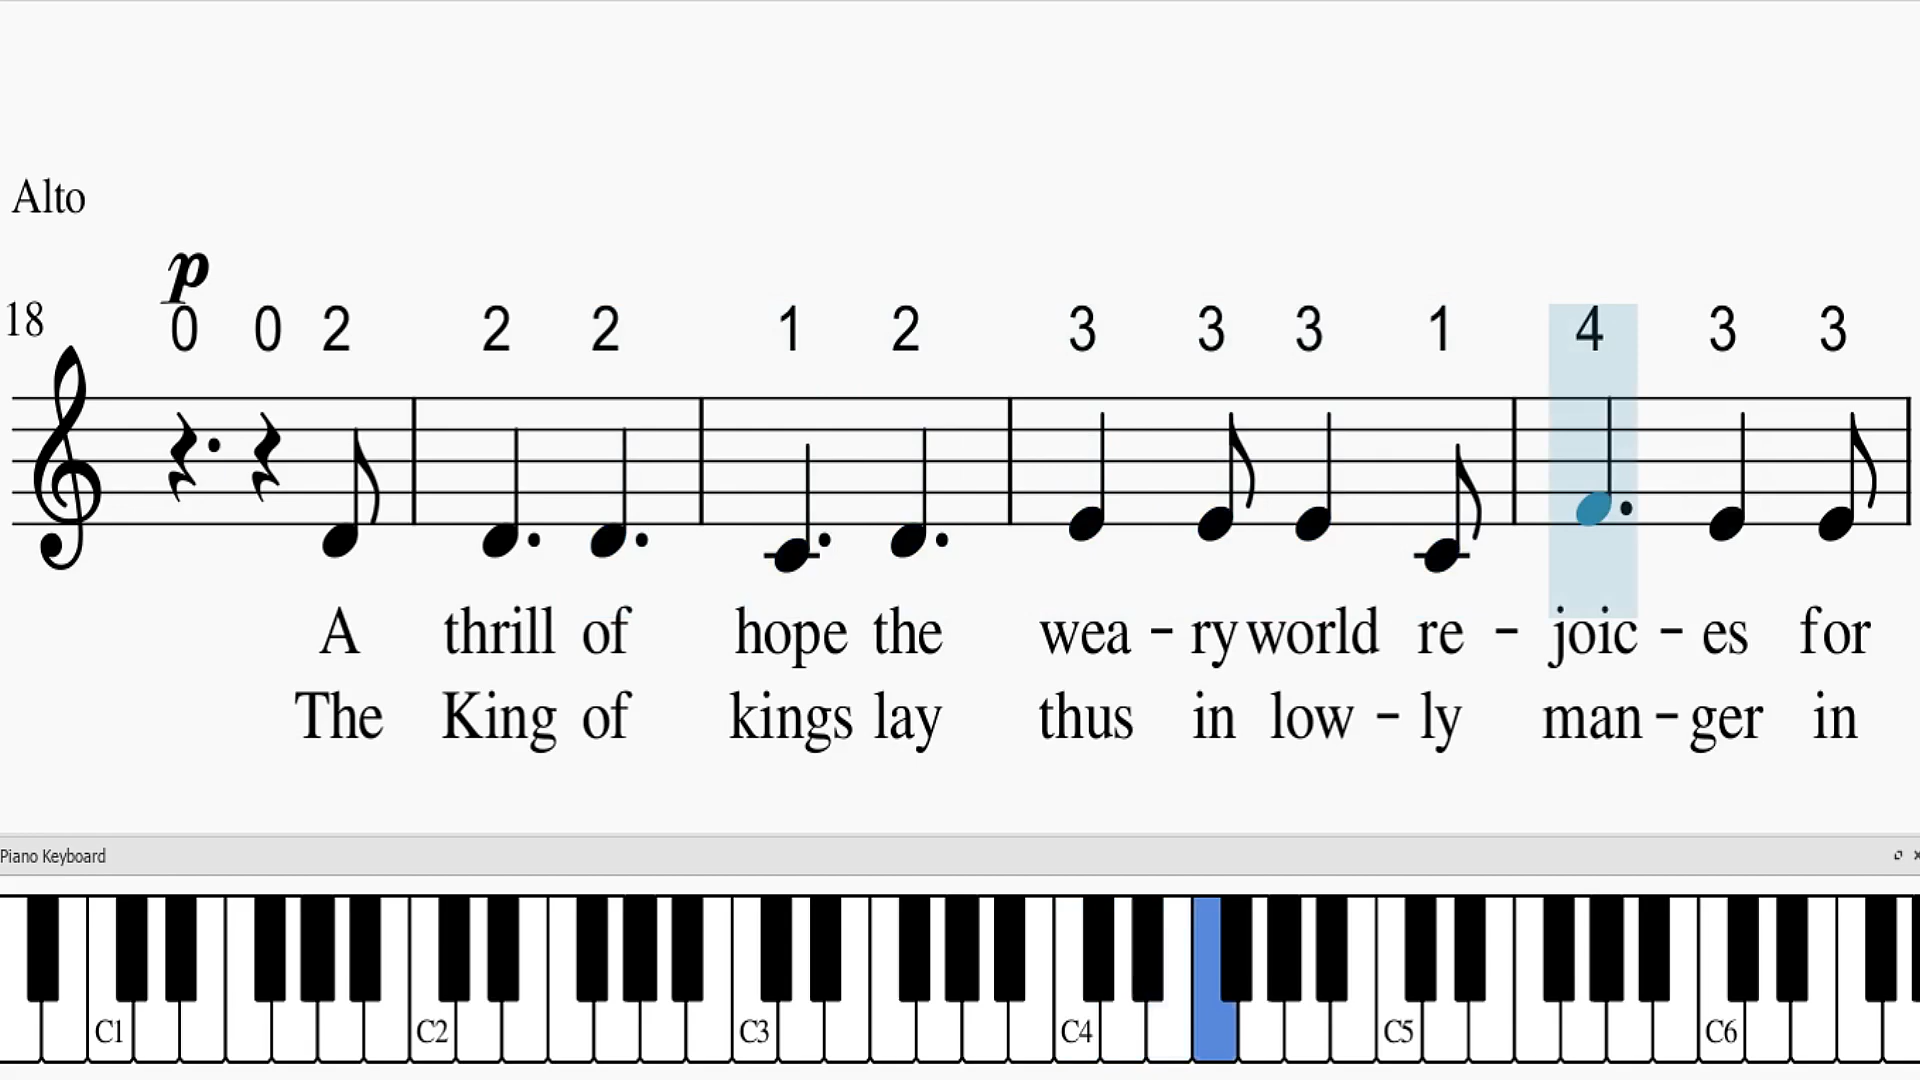 Alto
p
18 0 0 2 2 2 1 2 3 3 3 1 4 3 3
A thrill of hope the wea - ry world re - joic - es for
The King of kings lay thus in low - ly man - ger in
Piano Keyboard
C1 C2 C3 C4 C5 C6